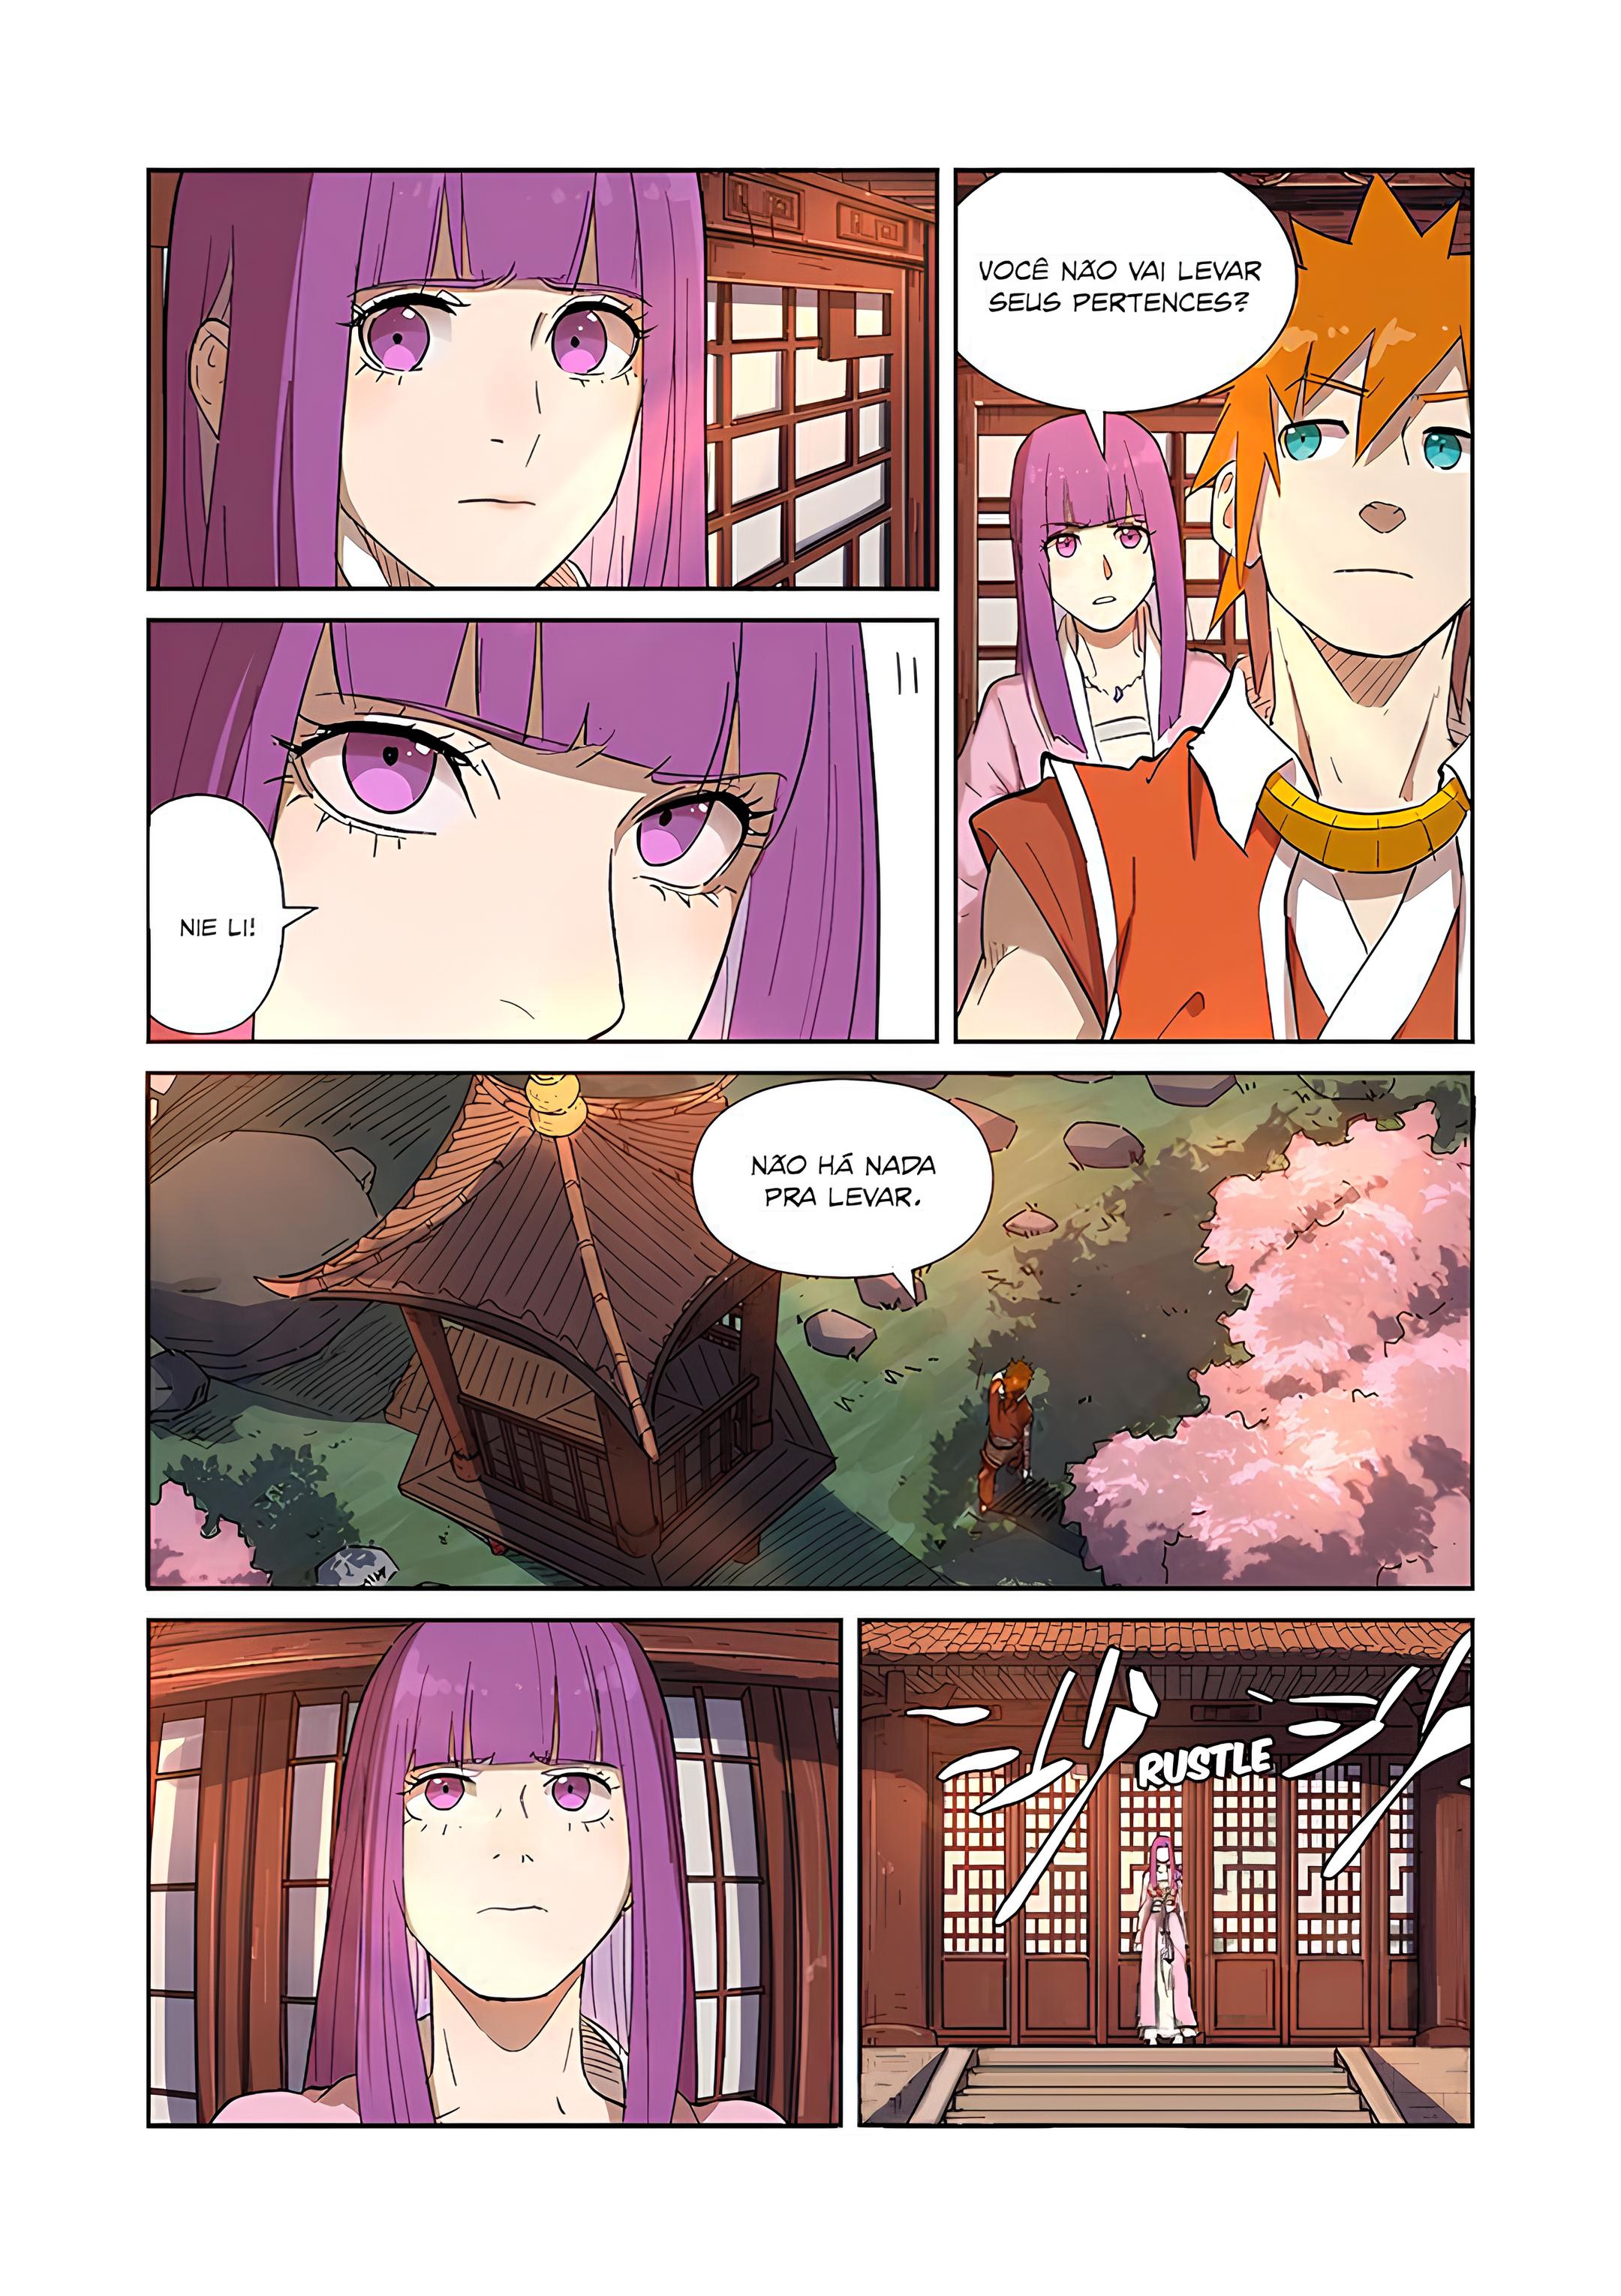 VOCÊ NÃO VAI LEVAR
SEUS PERTENCES?
NIE LI!
NÃO HÁ NADA
PRA LEVAR.
RUSTLE